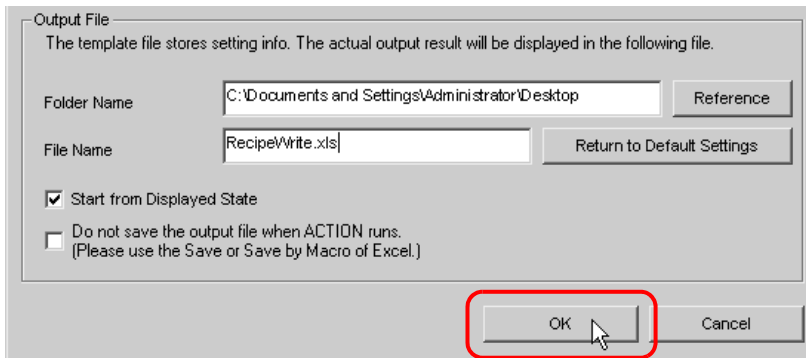 Output File
The template file stores setting info. The actual output result will be displayed in the following file.
Folder Name
C:\Documents and Settings\Administrator\Desktop
Reference
File Name
RecipeWrite.xls
Return to Default Settings
Start from Displayed State
Do not save the output file when ACTION runs.
(Please use the Save or Save by Macro of Excel.)
OK
Cancel